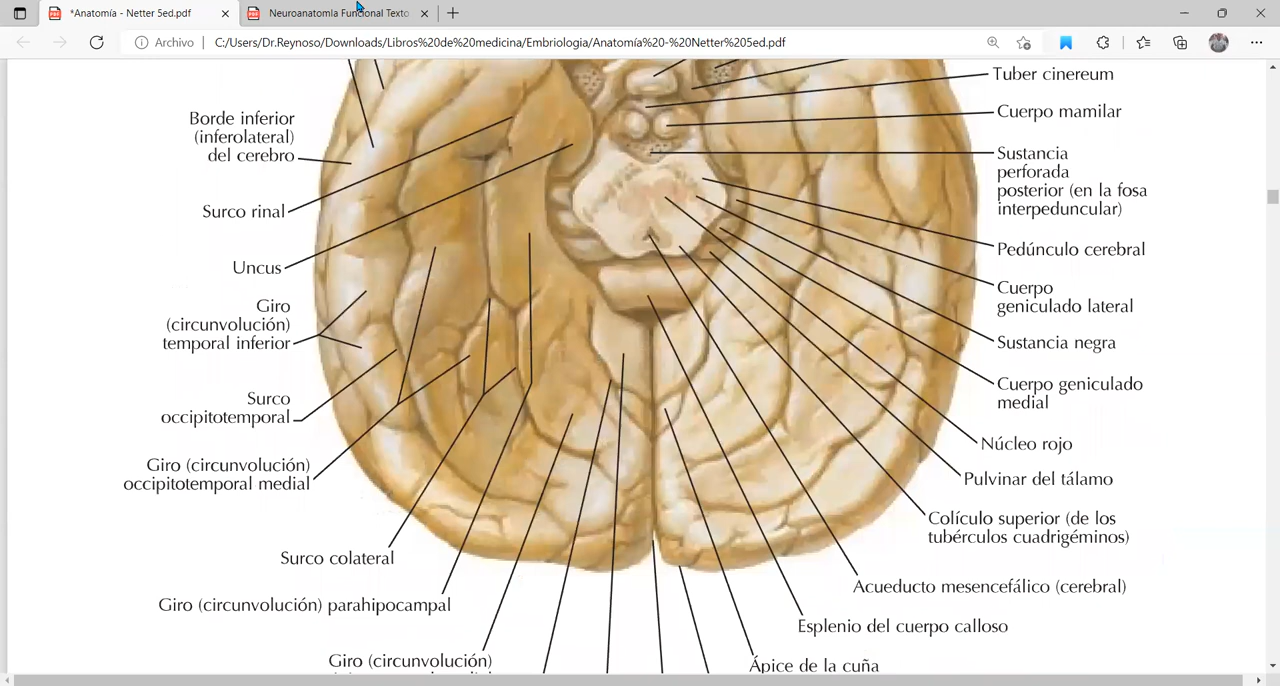 *Anatomía - Netter 5ed.pdf
Neuroanatomia Funcional Texto
Archivo
C:/Users/Dr.Reynoso/Downloads/Libros%20de%20medicina/Embriologia/Anatomía%20-%20Netter%205ed.pdf
Borde inferior
(inferolateral)
del cerebro
Surco rinal
Uncus
Giro
(circunvolución)
temporal inferior
Surco
occipitotemporal
Giro (circunvolución)
occipitotemporal medial
Surco colateral
Giro (circunvolución) parahipocampal
Giro (circunvolución)
Tuber cinereum
Cuerpo mamilar
Sustancia
perforada
posterior (en la fosa
interpeduncular)
Pedúnculo cerebral
Cuerpo
geniculado lateral
Sustancia negra
Cuerpo geniculado
medial
Núcleo rojo
Pulvinar del tálamo
Colículo superior (de los
tubérculos cuadrigéminos)
Acueducto mesencefálico (cerebral)
Esplenio del cuerpo calloso
Ápice de la cuña